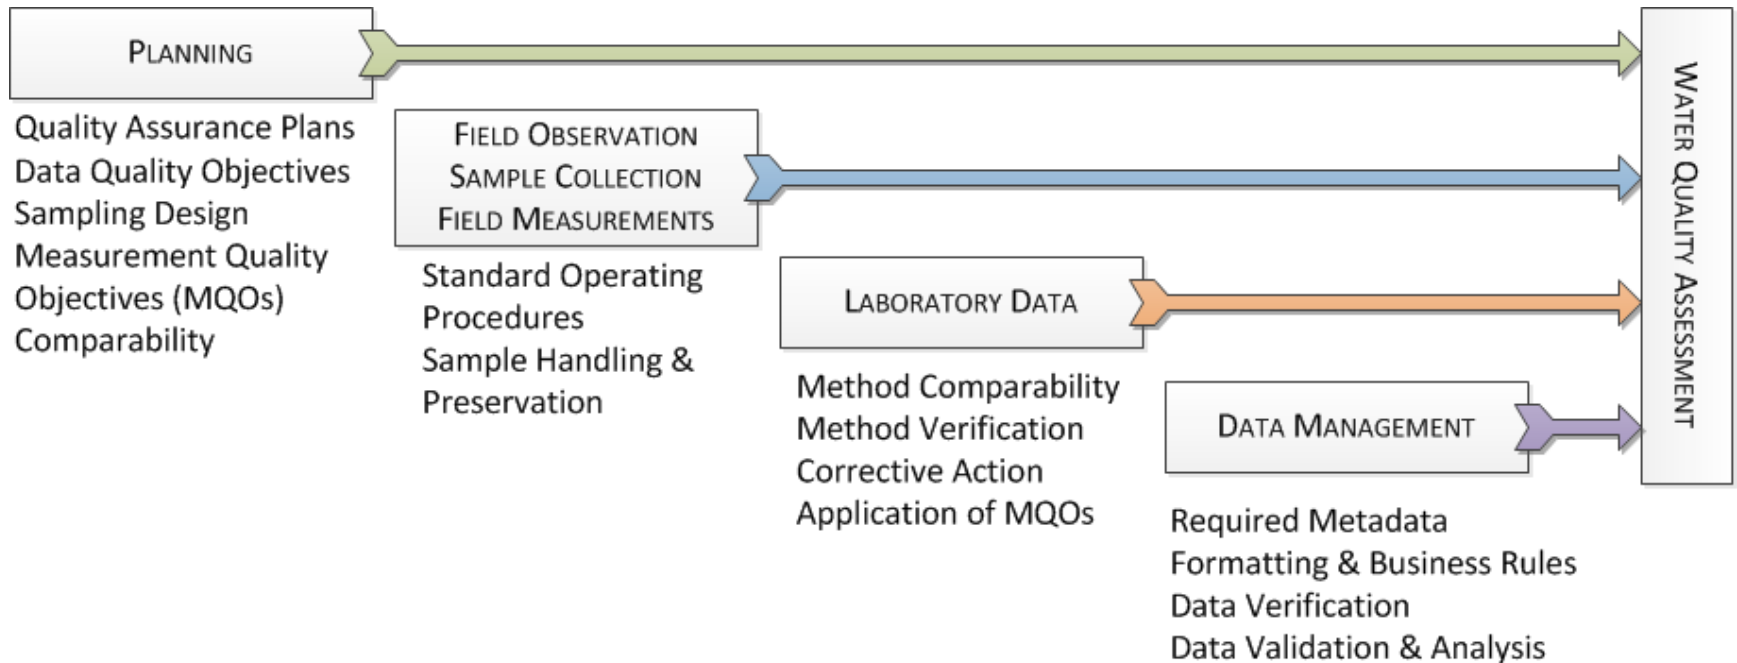 PLANNING
Quality Assurance Plans
Data Quality Objectives
Sampling Design
Measurement Quality
Objectives (MQOs)
Comparability
FIELD OBSERVATION
SAMPLE COLLECTION
FIELD MEASUREMENTS
Standard Operating
Procedures
Sample Handling &
Preservation
LABORATORY DATA
Method Comparability
Method Verification
Corrective Action
Application of MQOs
DATA MANAGEMENT
Required Metadata
Formatting & Business Rules
Data Verification
Data Validation & Analysis
WATER QUALITY ASSESSMENT